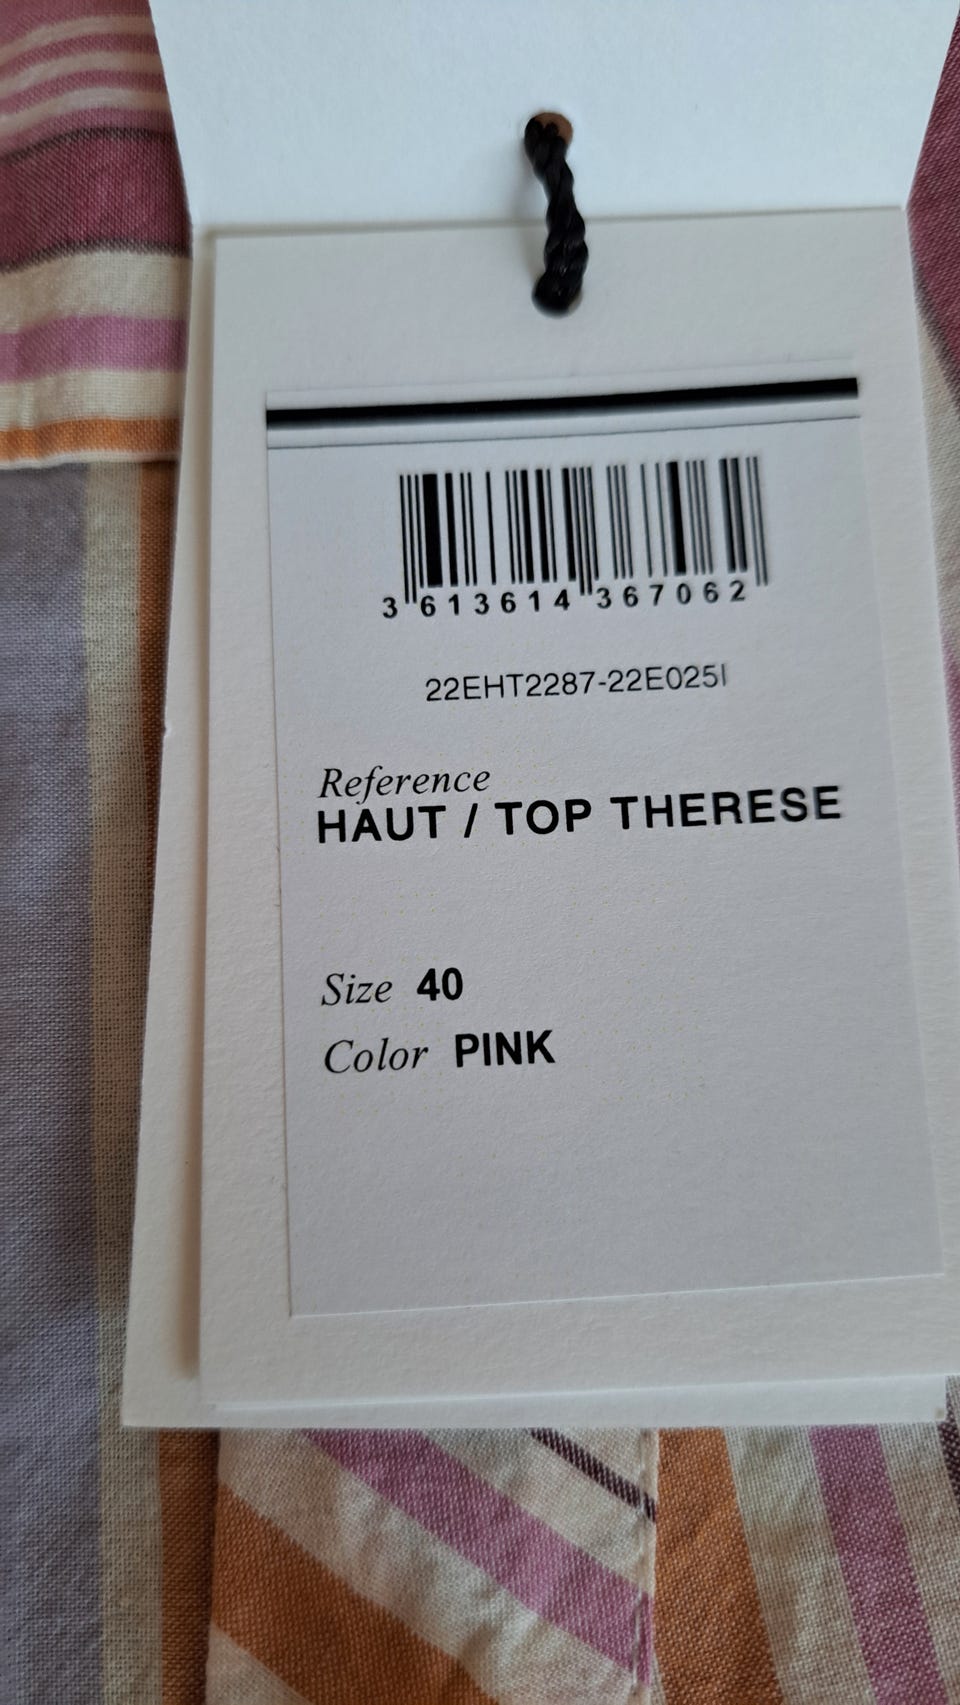 3 613614 367062
22EHT2287-22E025I
Reference
HAUT / TOP THERESE
Size 40
Color PINK